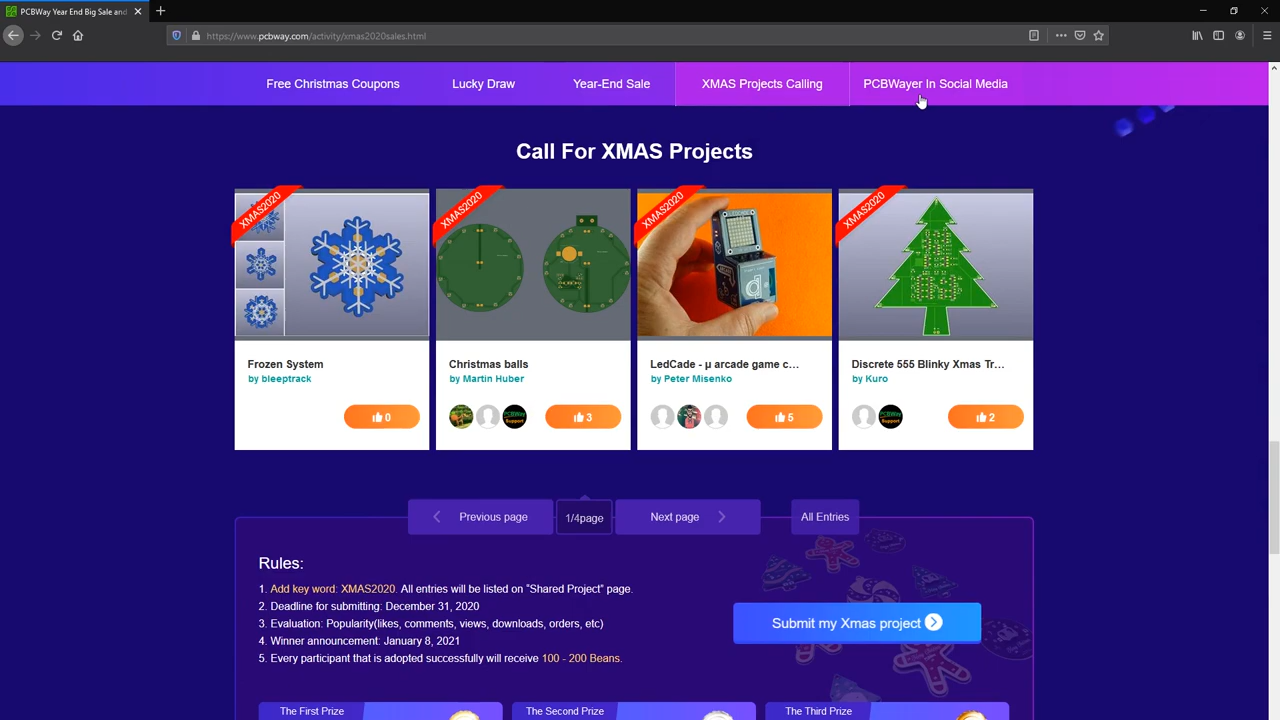 PCBWay Year End Big Sale and
https://www.pcbway.com/activity/xmas2020sales.html
Free Christmas Coupons
Lucky Draw
Year-End Sale
XMAS Projects Calling
PCBWayer In Social Media
Call For XMAS Projects
XMAS2020
XMAS2020
XMAS2020
XMAS2020
Frozen System
by bleeptrack
0
Christmas balls
by Martin Huber
PCBWay
Support
3
LedCade - µ arcade game c...
by Peter Misenko
5
Discrete 555 Blinky Xmas Tr...
by Kuro
PCBWay
Support
2
Previous page
1/4page
Next page
All Entries
Rules:
1. Add key word: XMAS2020. All entries will be listed on "Shared Project" page.
2. Deadline for submitting: December 31, 2020
3. Evaluation: Popularity(likes, comments, views, downloads, orders, etc)
4. Winner announcement: January 8, 2021
5. Every participant that is adopted successfully will receive 100 - 200 Beans.
Submit my Xmas project
The First Prize
The Second Prize
The Third Prize